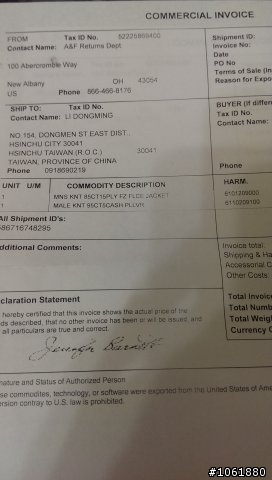 COMMERCIAL INVOICE
FROM Tax ID No. 52225869400
Contact Name: A&F Returns Dept
100 Abercrombie Way
New Albany OH 43054
US Phone 866-466-8176
Shipment ID:
Invoice No:
Date
PO No
Terms of Sale (In
Reason for Expo
SHIP TO: Tax ID No.
Contact Name: LI DONGMING
NO 154, DONGMEN ST EAST DIST.,
HSINCHU CITY 30041
HSINCHU TAIWAN (R.O.C.) 30041
TAIWAN, PROVINCE OF CHINA
Phone 0918690219
BUYER (If differen
Tax ID No.
Contact Name:
Phone
UNIT U/M COMMODITY DESCRIPTION HARM.
1 MNS KNT 85CT15PLY FZ FLCE JACKET 6101209000
1 MALE KNT 85CT5CASH PLLVR 6110209100
All Shipment ID's:
686716748295
Additional Comments:
Invoice total:
Shipping & Ha
Accessorial C
Other Costs:
Total Invoice
Total Numb
Total Weigh
Currency C
claration Statement
hereby certified that this invoice shows the actual price of the
ds described, that no other invoice has been or will be issued, and
all particulars are true and correct.
nature and Status of Authorized Person
se commodities, technology, or software were exported from the United States of Ame
ersion contray to U.S. law is prohibited.
#1061880